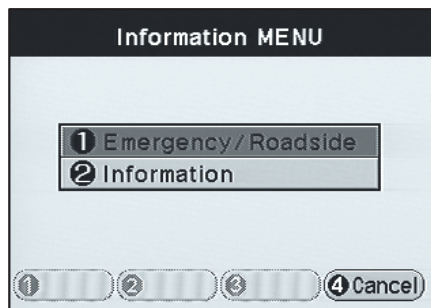 Information MENU
1 Emergency/Roadside
2 Information
1 2 3 4 Cancel